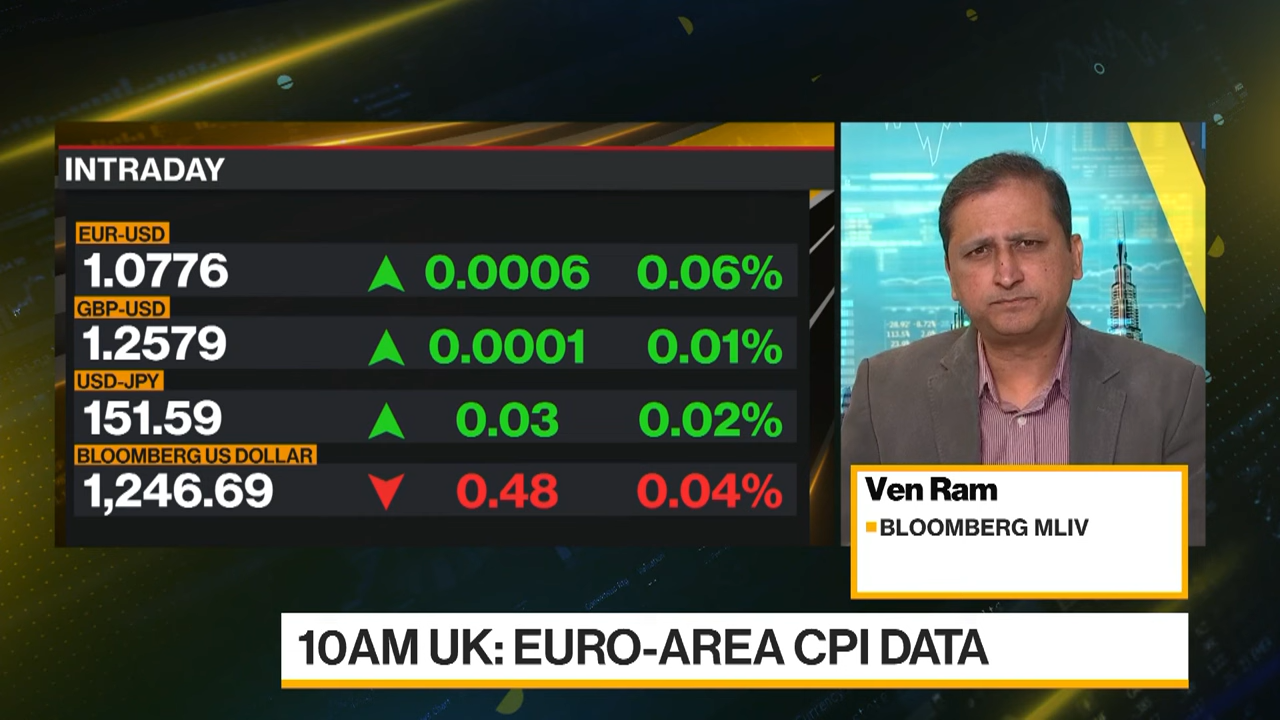 INTRADAY
EUR-USD
1.0776 0.0006 0.06%
GBP-USD
1.2579 0.0001 0.01%
USD-JPY
151.59 0.03 0.02%
BLOOMBERG US DOLLAR
1,246.69 0.48 0.04%
Ven Ram
BLOOMBERG MLIV
10AM UK: EURO-AREA CPI DATA